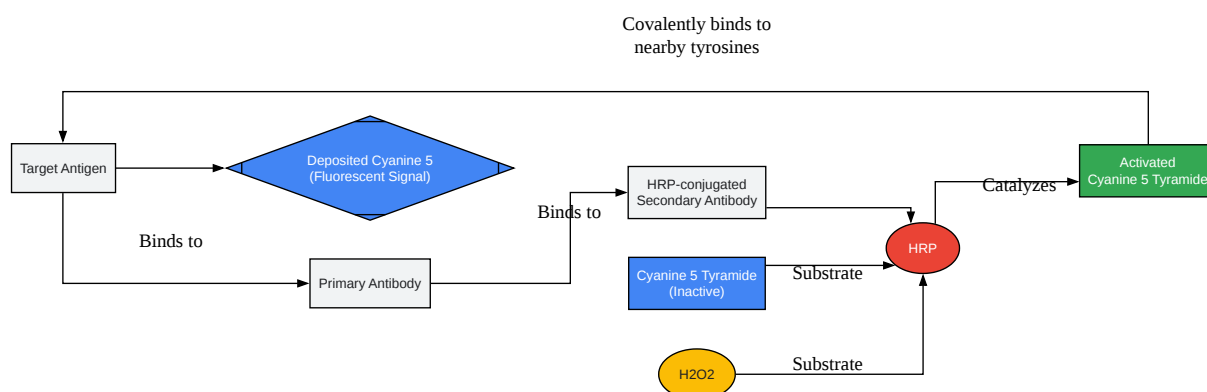 Covalently binds to
nearby tyrosines
Target Antigen
Deposited Cyanine 5
(Fluorescent Signal)
HRP-conjugated
Secondary Antibody
Activated
Cyanine 5 Tyramide
Catalyzes
Binds to
Binds to
HRP
Primary Antibody
Cyanine 5 Tyramide
(Inactive)
Substrate
H2O2
Substrate